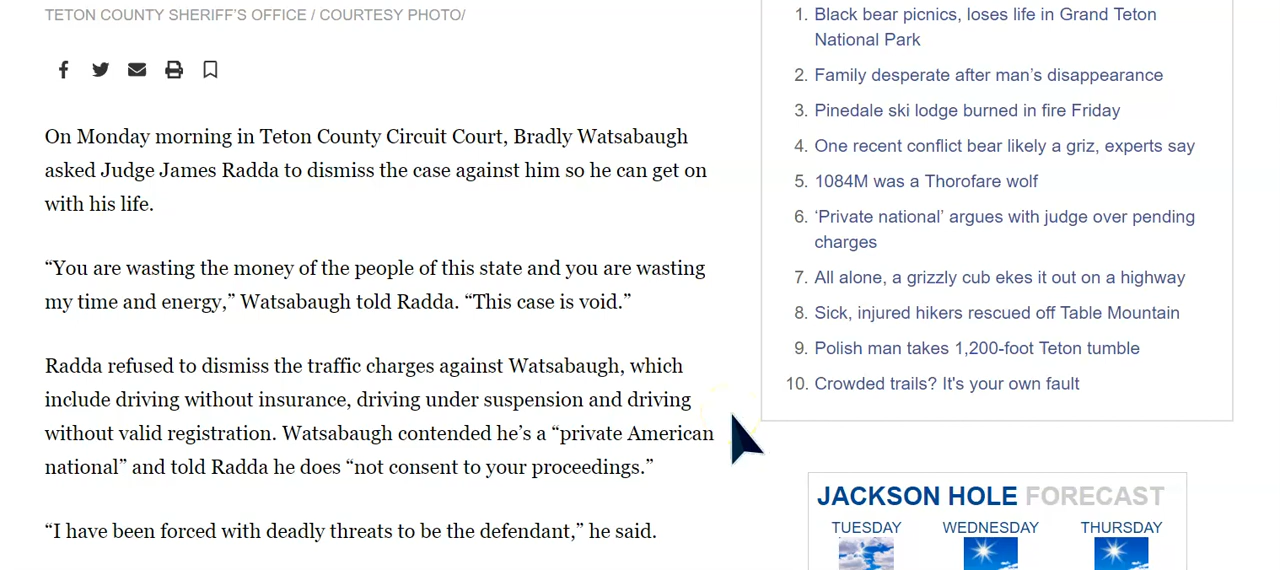 TETON COUNTY SHERIFF'S OFFICE / COURTESY PHOTO/
On Monday morning in Teton County Circuit Court, Bradly Watsabaugh
asked Judge James Radda to dismiss the case against him so he can get on
with his life.
“You are wasting the money of the people of this state and you are wasting
my time and energy,” Watsabaugh told Radda. “This case is void.”
Radda refused to dismiss the traffic charges against Watsabaugh, which
include driving without insurance, driving under suspension and driving
without valid registration. Watsabaugh contended he’s a “private American
national” and told Radda he does “not consent to your proceedings.”
“I have been forced with deadly threats to be the defendant,” he said.
1. Black bear picnics, loses life in Grand Teton
National Park
2. Family desperate after man’s disappearance
3. Pinedale ski lodge burned in fire Friday
4. One recent conflict bear likely a griz, experts say
5. 1084M was a Thorofare wolf
6. ‘Private national’ argues with judge over pending
charges
7. All alone, a grizzly cub ekes it out on a highway
8. Sick, injured hikers rescued off Table Mountain
9. Polish man takes 1,200-foot Teton tumble
10. Crowded trails? It's your own fault
JACKSON HOLE FORECAST
TUESDAY WEDNESDAY THURSDAY